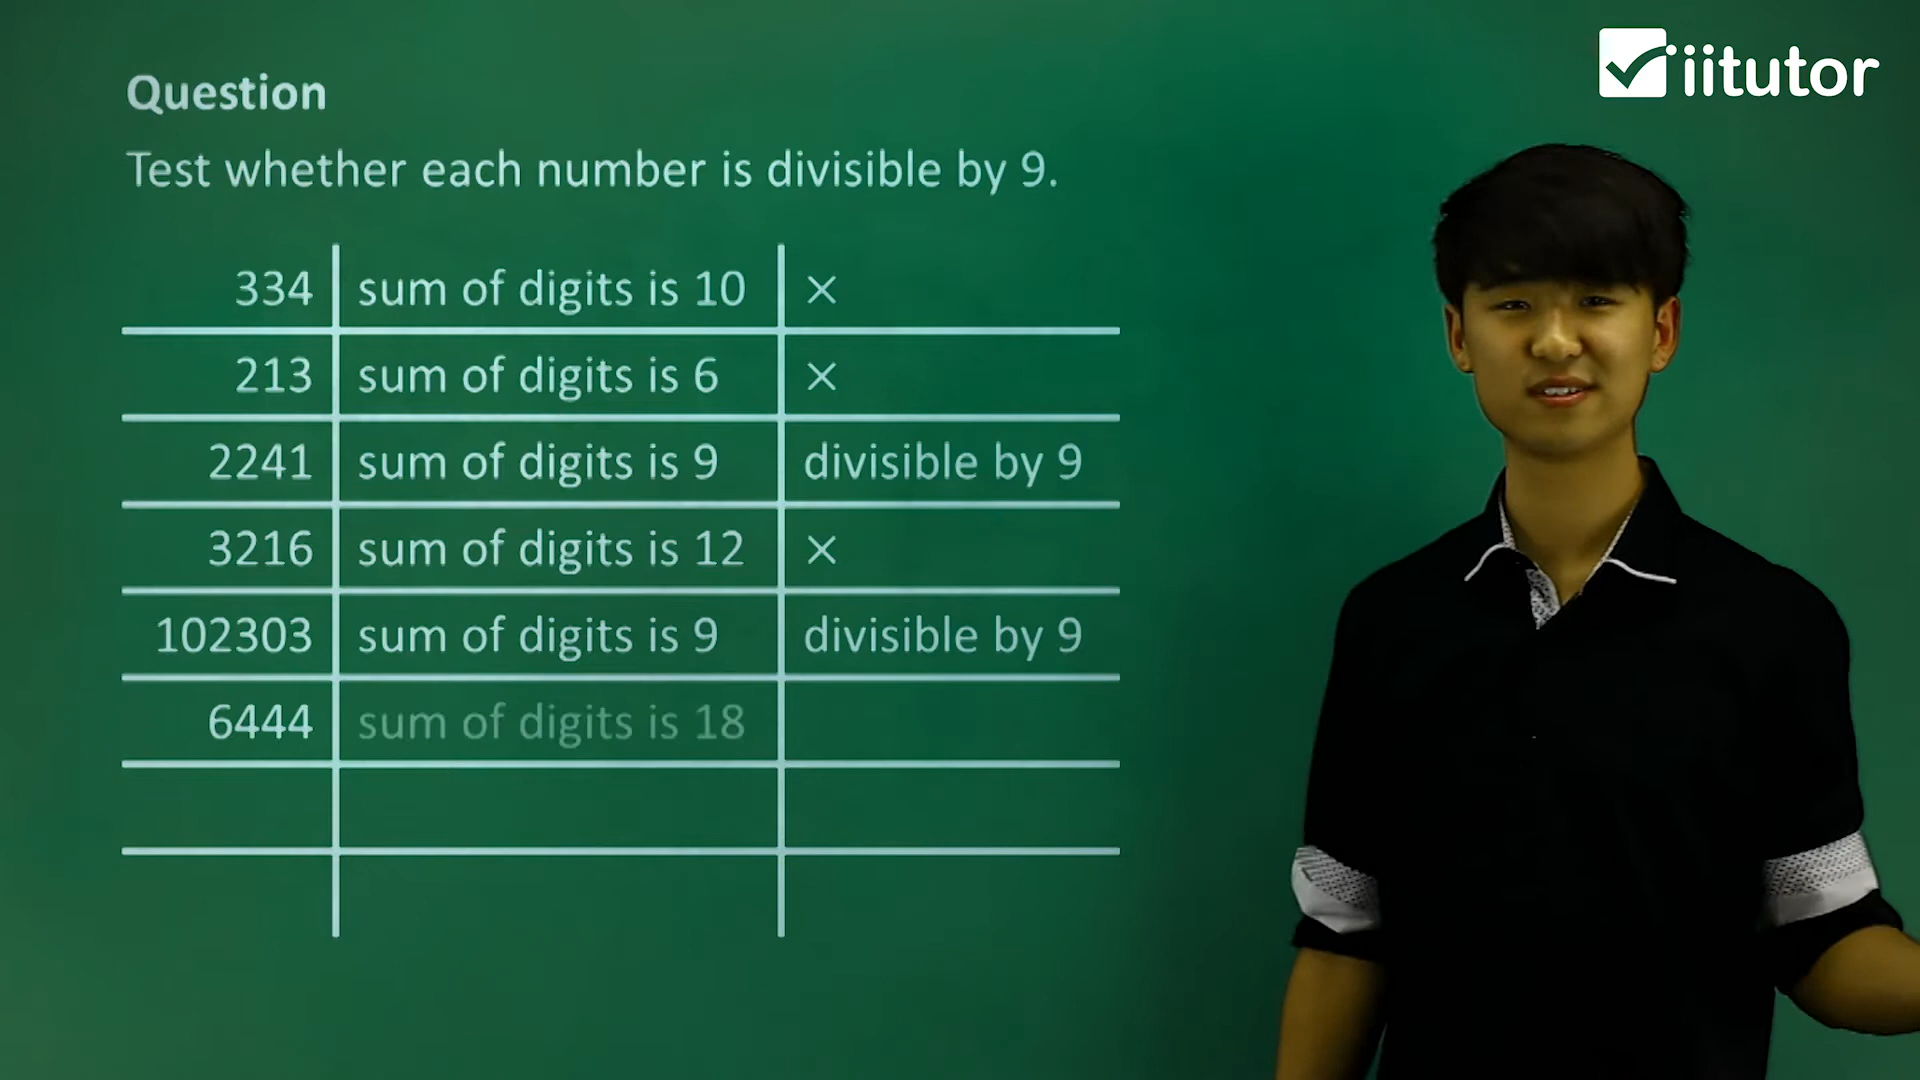 iitutor
Question
Test whether each number is divisible by 9.
334 sum of digits is 10 ×
213 sum of digits is 6 ×
2241 sum of digits is 9 divisible by 9
3216 sum of digits is 12 ×
102303 sum of digits is 9 divisible by 9
6444 sum of digits is 18